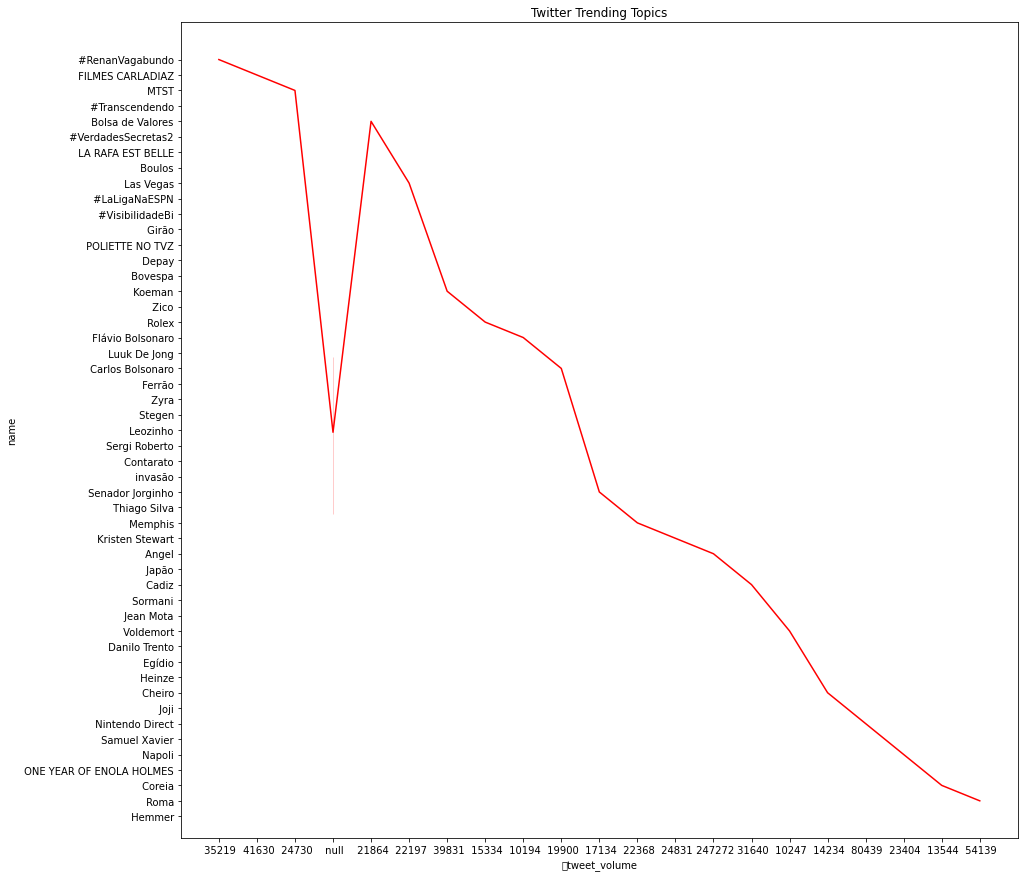 Twitter Trending Topics
#RenanVagabundo
FILMES CARLADIAZ
MTST
#Transcendendo
Bolsa de Valores
#VerdadesSecretas2
LA RAFA EST BELLE
Boulos
Las Vegas
#LaLigaNaESPN
#VisibilidadeBi
Girão
POLIETTE NO TVZ
Depay
Bovespa
Koeman
Zico
Rolex
Flávio Bolsonaro
Luuk De Jong
Carlos Bolsonaro
Ferrão
Zyra
Stegen
Leozinho
Sergi Roberto
Contarato
invasão
Senador Jorginho
Thiago Silva
Memphis
Kristen Stewart
Angel
Japão
Cadiz
Sormani
Jean Mota
Voldemort
Danilo Trento
Egídio
Heinze
Cheiro
Joji
Nintendo Direct
Samuel Xavier
Napoli
ONE YEAR OF ENOLA HOLMES
Coreia
Roma
Hemmer
name
35219 41630 24730 null 21864 22197 39831 15334 10194 19900 17134 22368 24831 247272 31640 10247 14234 80439 23404 13544 54139
tweet_volume